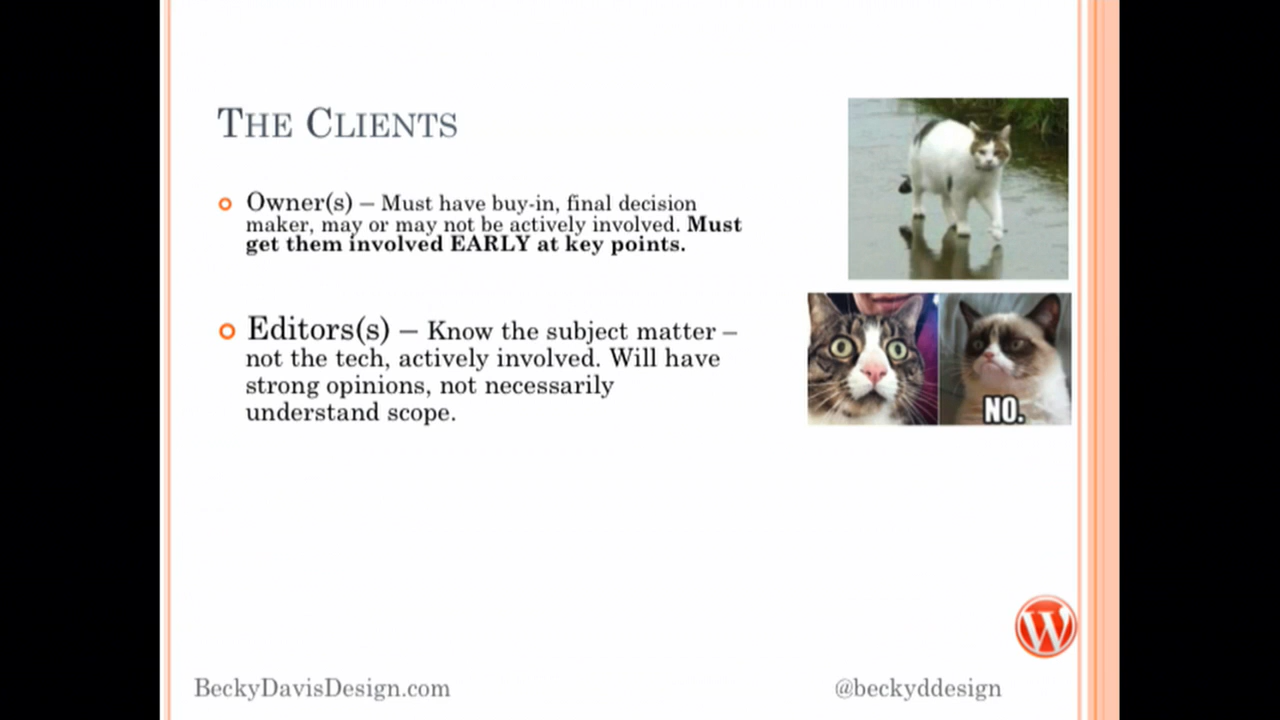 THE CLIENTS
Owner(s) – Must have buy-in, final decision
maker, may or may not be actively involved. Must
get them involved EARLY at key points.
Editors(s) – Know the subject matter –
not the tech, actively involved. Will have
strong opinions, not necessarily
understand scope.
NO.
W
BeckyDavisDesign.com
@beckyddesign